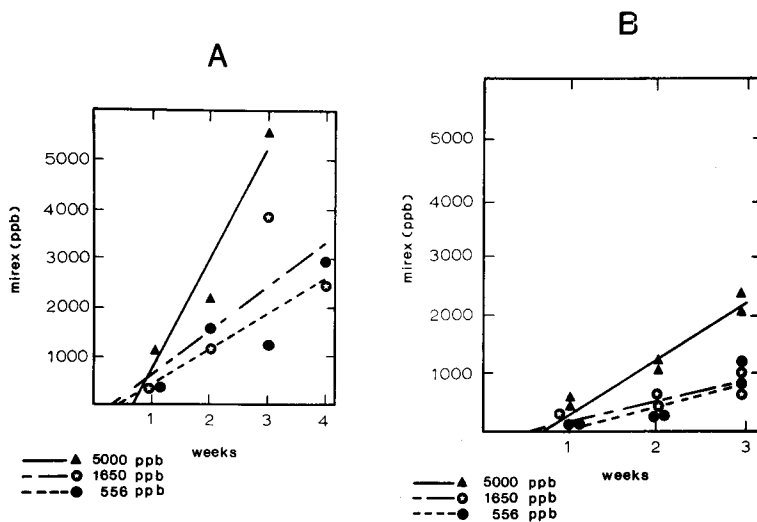 A
mirex (ppb)
5000
4000
3000
2000
1000
1 2 3 4
weeks
5000 ppb
1650 ppb
556 ppb
B
mirex (ppb)
5000
4000
3000
2000
1000
1 2 3
weeks
5000 ppb
1650 ppb
556 ppb